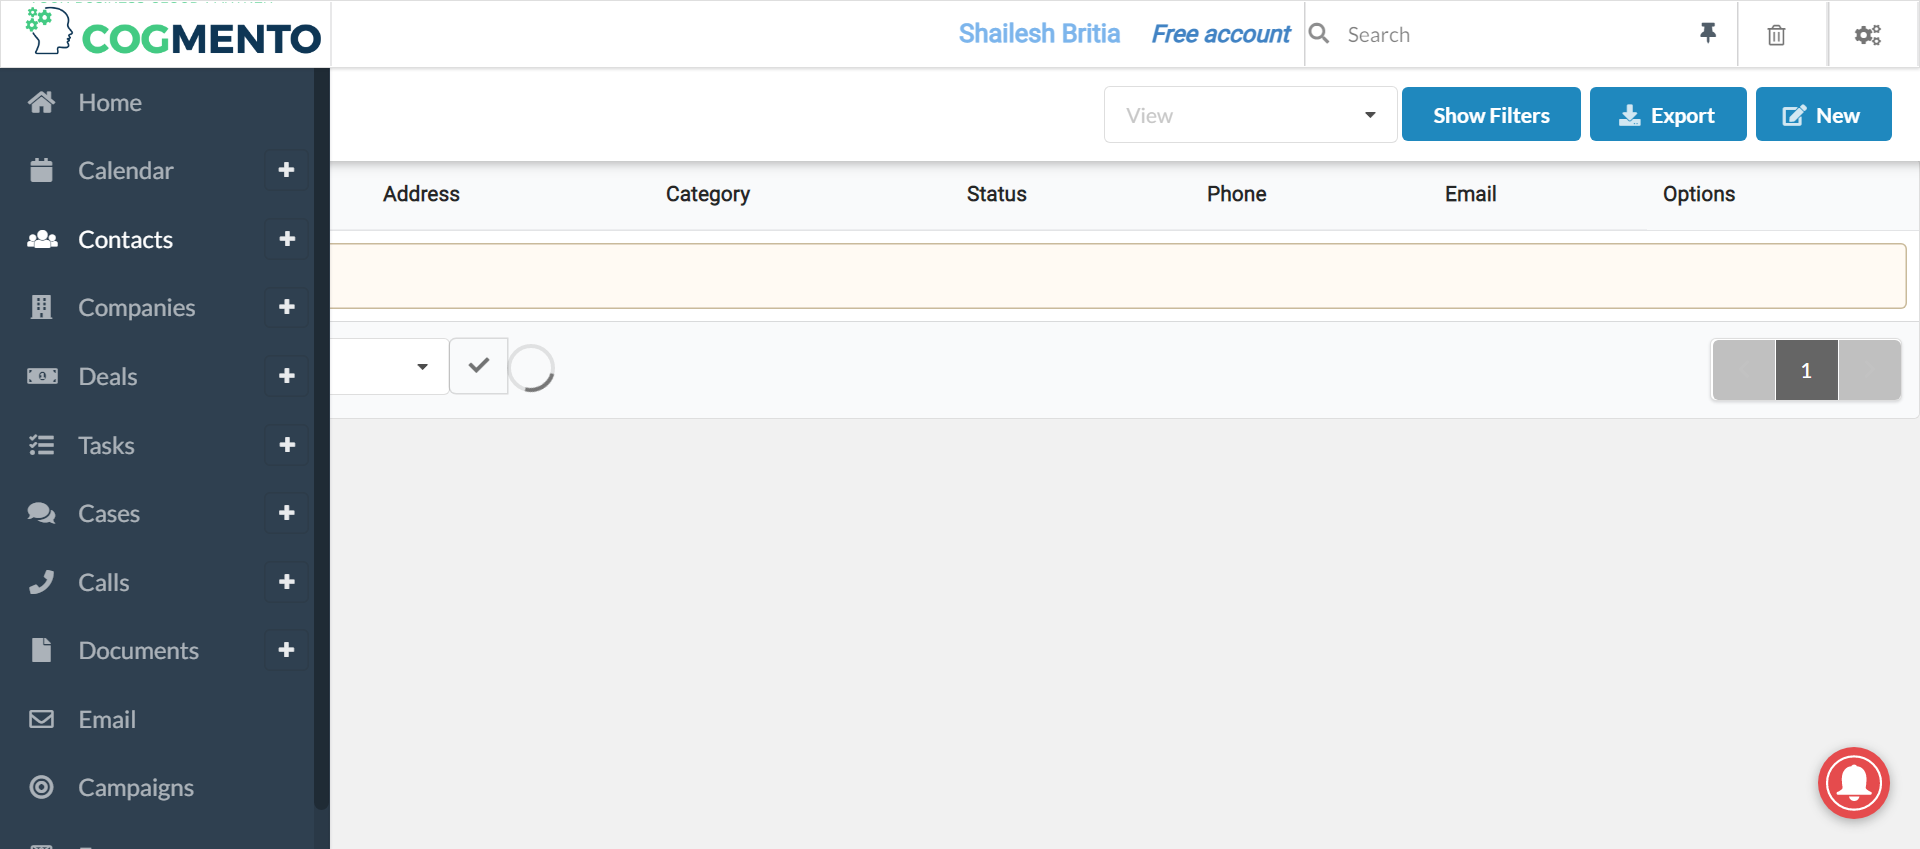 COGMENTO
Shailesh Britia
Free account
Search
Home
Calendar
Contacts
Companies
Deals
Tasks
Cases
Calls
Documents
Email
Campaigns
View
Show Filters
Export
New
Address
Category
Status
Phone
Email
Options
1